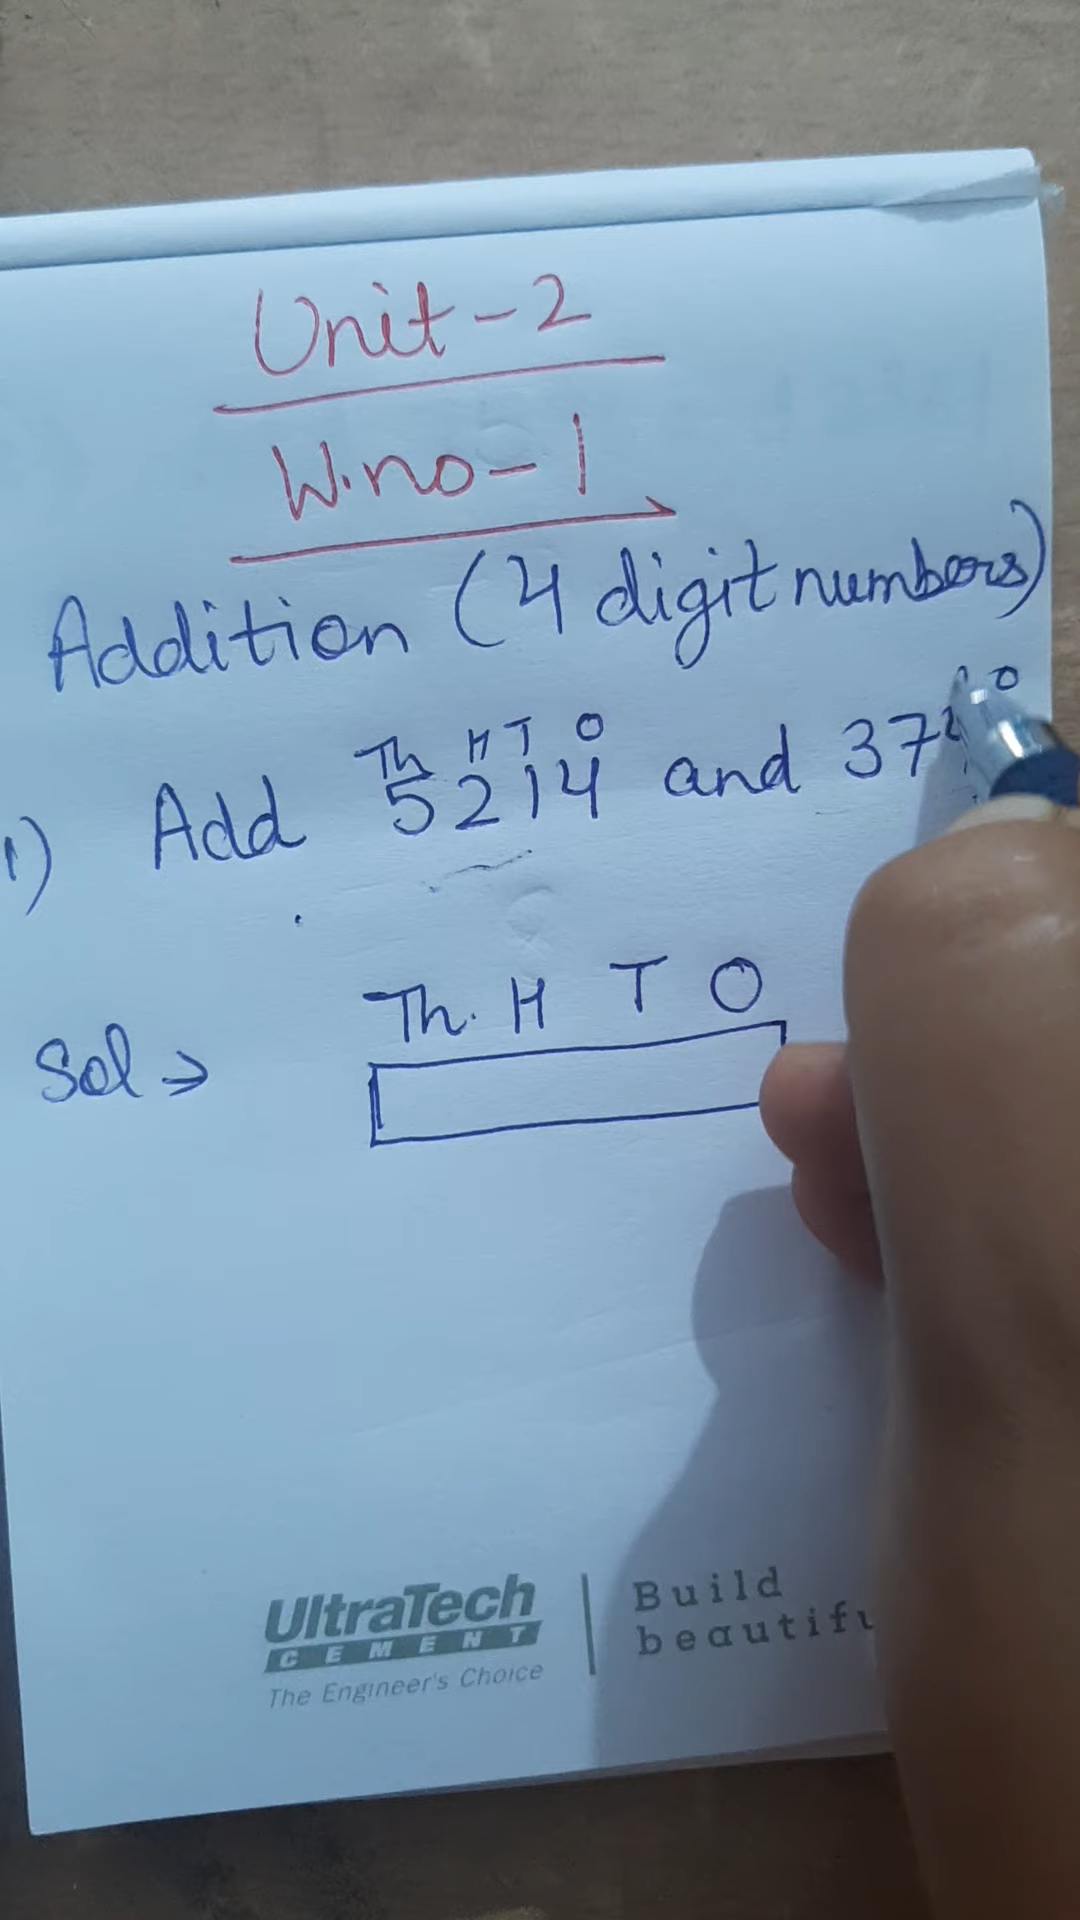 Unit-2
W.no-1
Addition (4 digit numbers)
Th H T O O
1) Add 5214 and 37
Th. H T O
Sol →
UltraTech
CEMENT
The Engineer's Choice
Build
beautifu